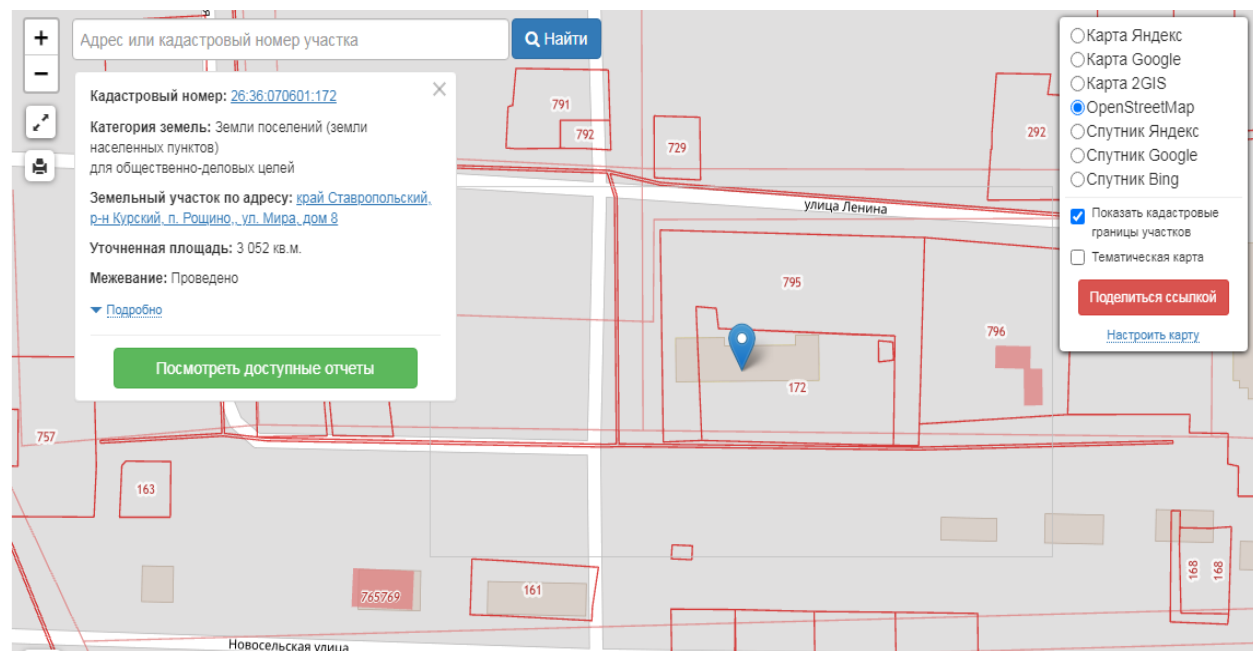 +
−
Адрес или кадастровый номер участка
Найти
Кадастровый номер: 26:36:070601:172
Категория земель: Земли поселений (земли
населенных пунктов)
для общественно-деловых целей
Земельный участок по адресу: край Ставропольский,
р-н Курский, п. Рощино,, ул. Мира, дом 8
Уточненная площадь: 3 052 кв.м.
Межевание: Проведено
Подробно
Посмотреть доступные отчеты
Карта Яндекс
Карта Google
Карта 2GIS
OpenStreetMap
Спутник Яндекс
Спутник Google
Спутник Bing
Показать кадастровые
границы участков
Тематическая карта
Поделиться ссылкой
Настроить карту
791
792
729
292
улица Ленина
795
796
172
757
163
765769
161
168
168
Новосельская улица